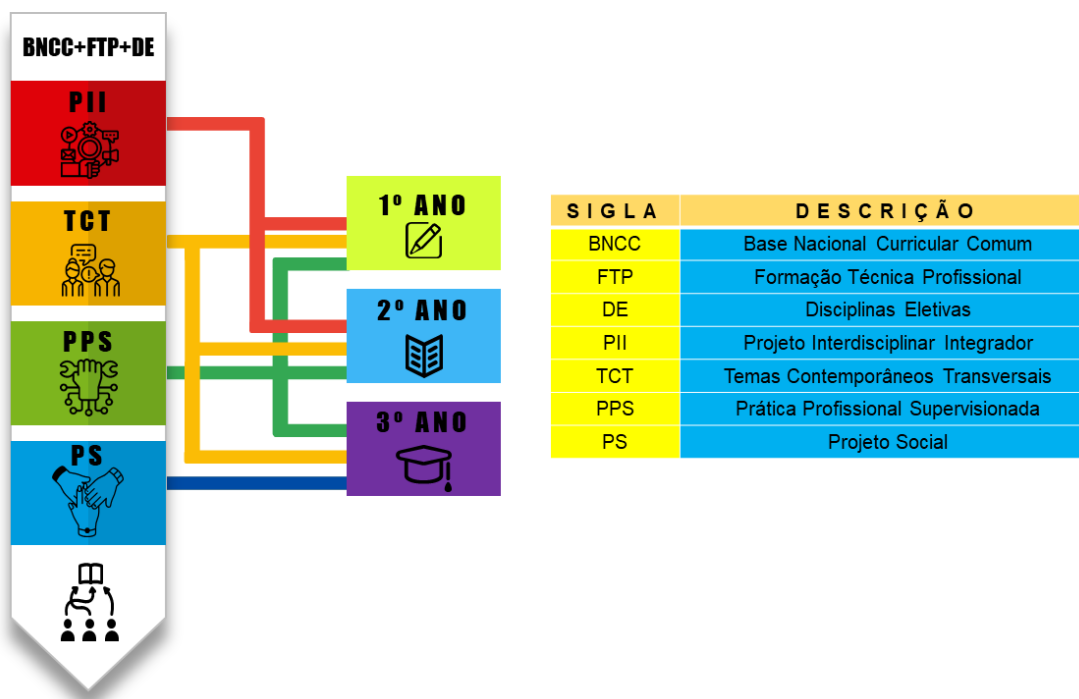 BNCC+FTP+DE
PII
TCT
PPS
PS
1º ANO
2º ANO
3º ANO
SIGLA DESCRIÇÃO
BNCC Base Nacional Curricular Comum
FTP Formação Técnica Profissional
DE Disciplinas Eletivas
PII Projeto Interdisciplinar Integrador
TCT Temas Contemporâneos Transversais
PPS Prática Profissional Supervisionada
PS Projeto Social